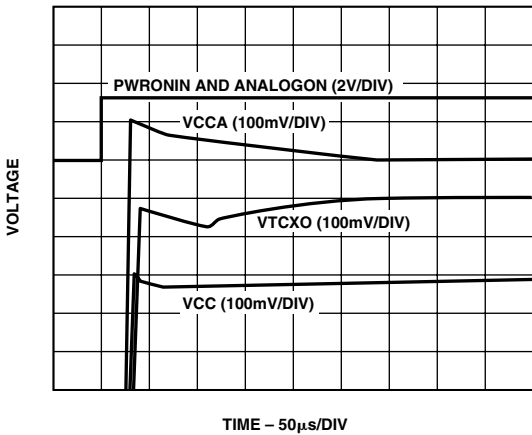 PWRONIN AND ANALOGON (2V/DIV)
VCCA (100mV/DIV)
VOLTAGE
VTCXO (100mV/DIV)
VCC (100mV/DIV)
TIME – 50μs/DIV